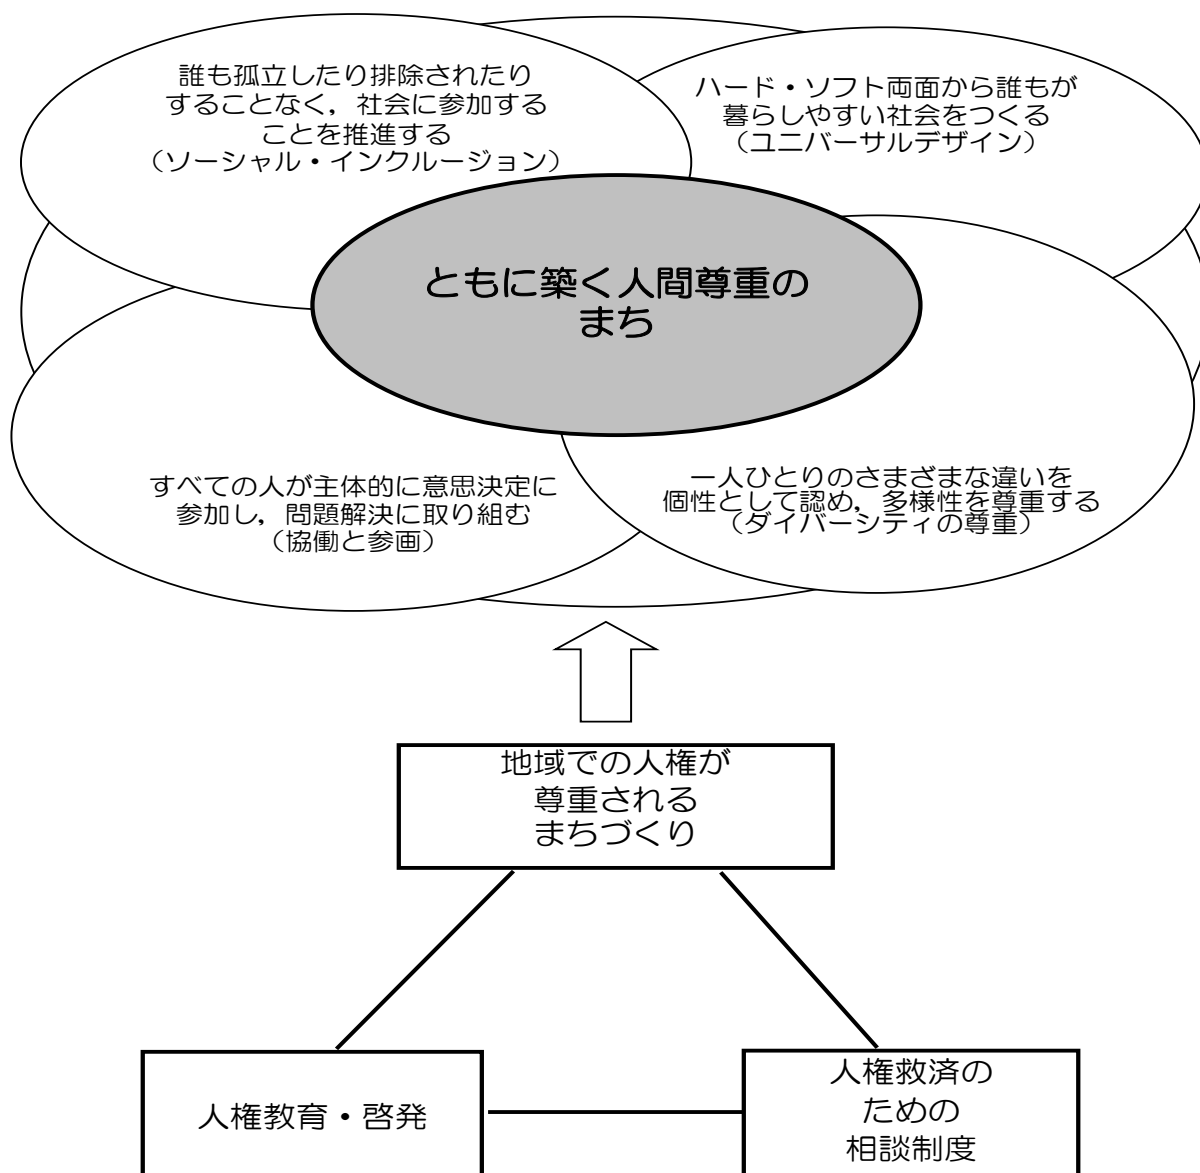 誰も孤立したり排除されたり
することなく，社会に参加する
ことを推進する
（ソーシャル・インクルージョン）
ハード・ソフト両面から誰もが
暮らしやすい社会をつくる
（ユニバーサルデザイン）
ともに築く人間尊重の
まち
すべての人が主体的に意思決定に
参加し，問題解決に取り組む
（協働と参画）
一人ひとりのさまざまな違いを
個性として認め，多様性を尊重する
（ダイバーシティの尊重）
地域での人権が
尊重される
まちづくり
人権教育・啓発
人権救済の
ための
相談制度